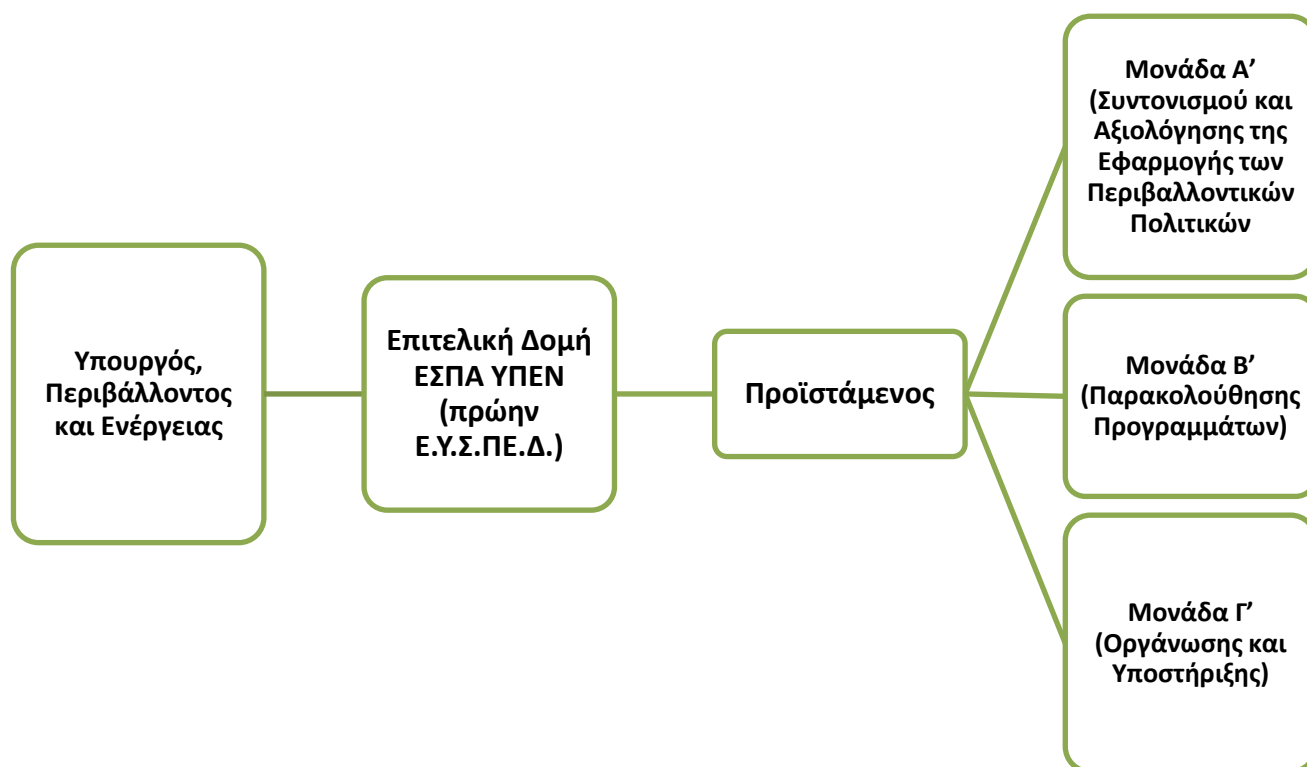 Υπουργός,
Περιβάλλοντος
και Ενέργειας
Επιτελική Δομή
ΕΣΠΑ ΥΠΕΝ
(πρώην
Ε.Υ.Σ.ΠΕ.Δ.)
Προϊστάμενος
Μονάδα Α’
(Συντονισμού και
Αξιολόγησης της
Εφαρμογής των
Περιβαλλοντικών
Πολιτικών
Μονάδα Β’
(Παρακολούθησης
Προγραμμάτων)
Μονάδα Γ’
(Οργάνωσης και
Υποστήριξης)